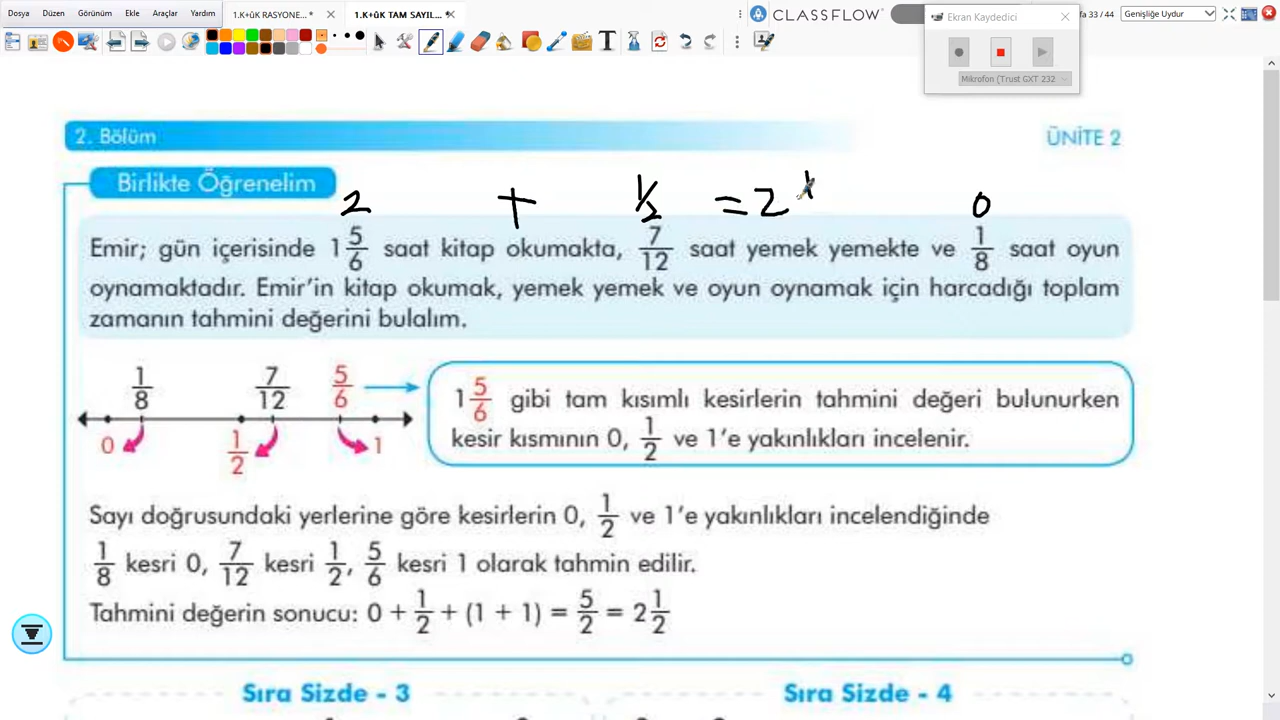 Dosya Düzen Görünüm Ekle Araçlar Yardım
1.K+ûK RASYONE... * 1.K+ûK TAM SAYIL...
CLASSFLOW
Ekran Kaydedici
Mikrofon (Trust GXT 232
33 / 44
Genişliğe Uydur
2. Bölüm
ÜNİTE 2
Birlikte Öğrenelim
2 + 1/2 = 2 1 0
Emir; gün içerisinde 1 5/6 saat kitap okumakta, 7/12 saat yemek yemekte ve 1/8 saat oyun
oynamaktadır. Emir'in kitap okumak, yemek yemek ve oyun oynamak için harcadığı toplam
zamanın tahmini değerini bulalım.
1/8 7/12 5/6
0 1/2 1
1 5/6 gibi tam kısımlı kesirlerin tahmini değeri bulunurken
kesir kısmının 0, 1/2 ve 1'e yakınlıkları incelenir.
Sayı doğrusundaki yerlerine göre kesirlerin 0, 1/2 ve 1'e yakınlıkları incelendiğinde
1/8 kesri 0, 7/12 kesri 1/2, 5/6 kesri 1 olarak tahmin edilir.
Tahmini değerin sonucu: 0 + 1/2 + (1 + 1) = 5/2 = 2 1/2
Sıra Sizde - 3
Sıra Sizde - 4